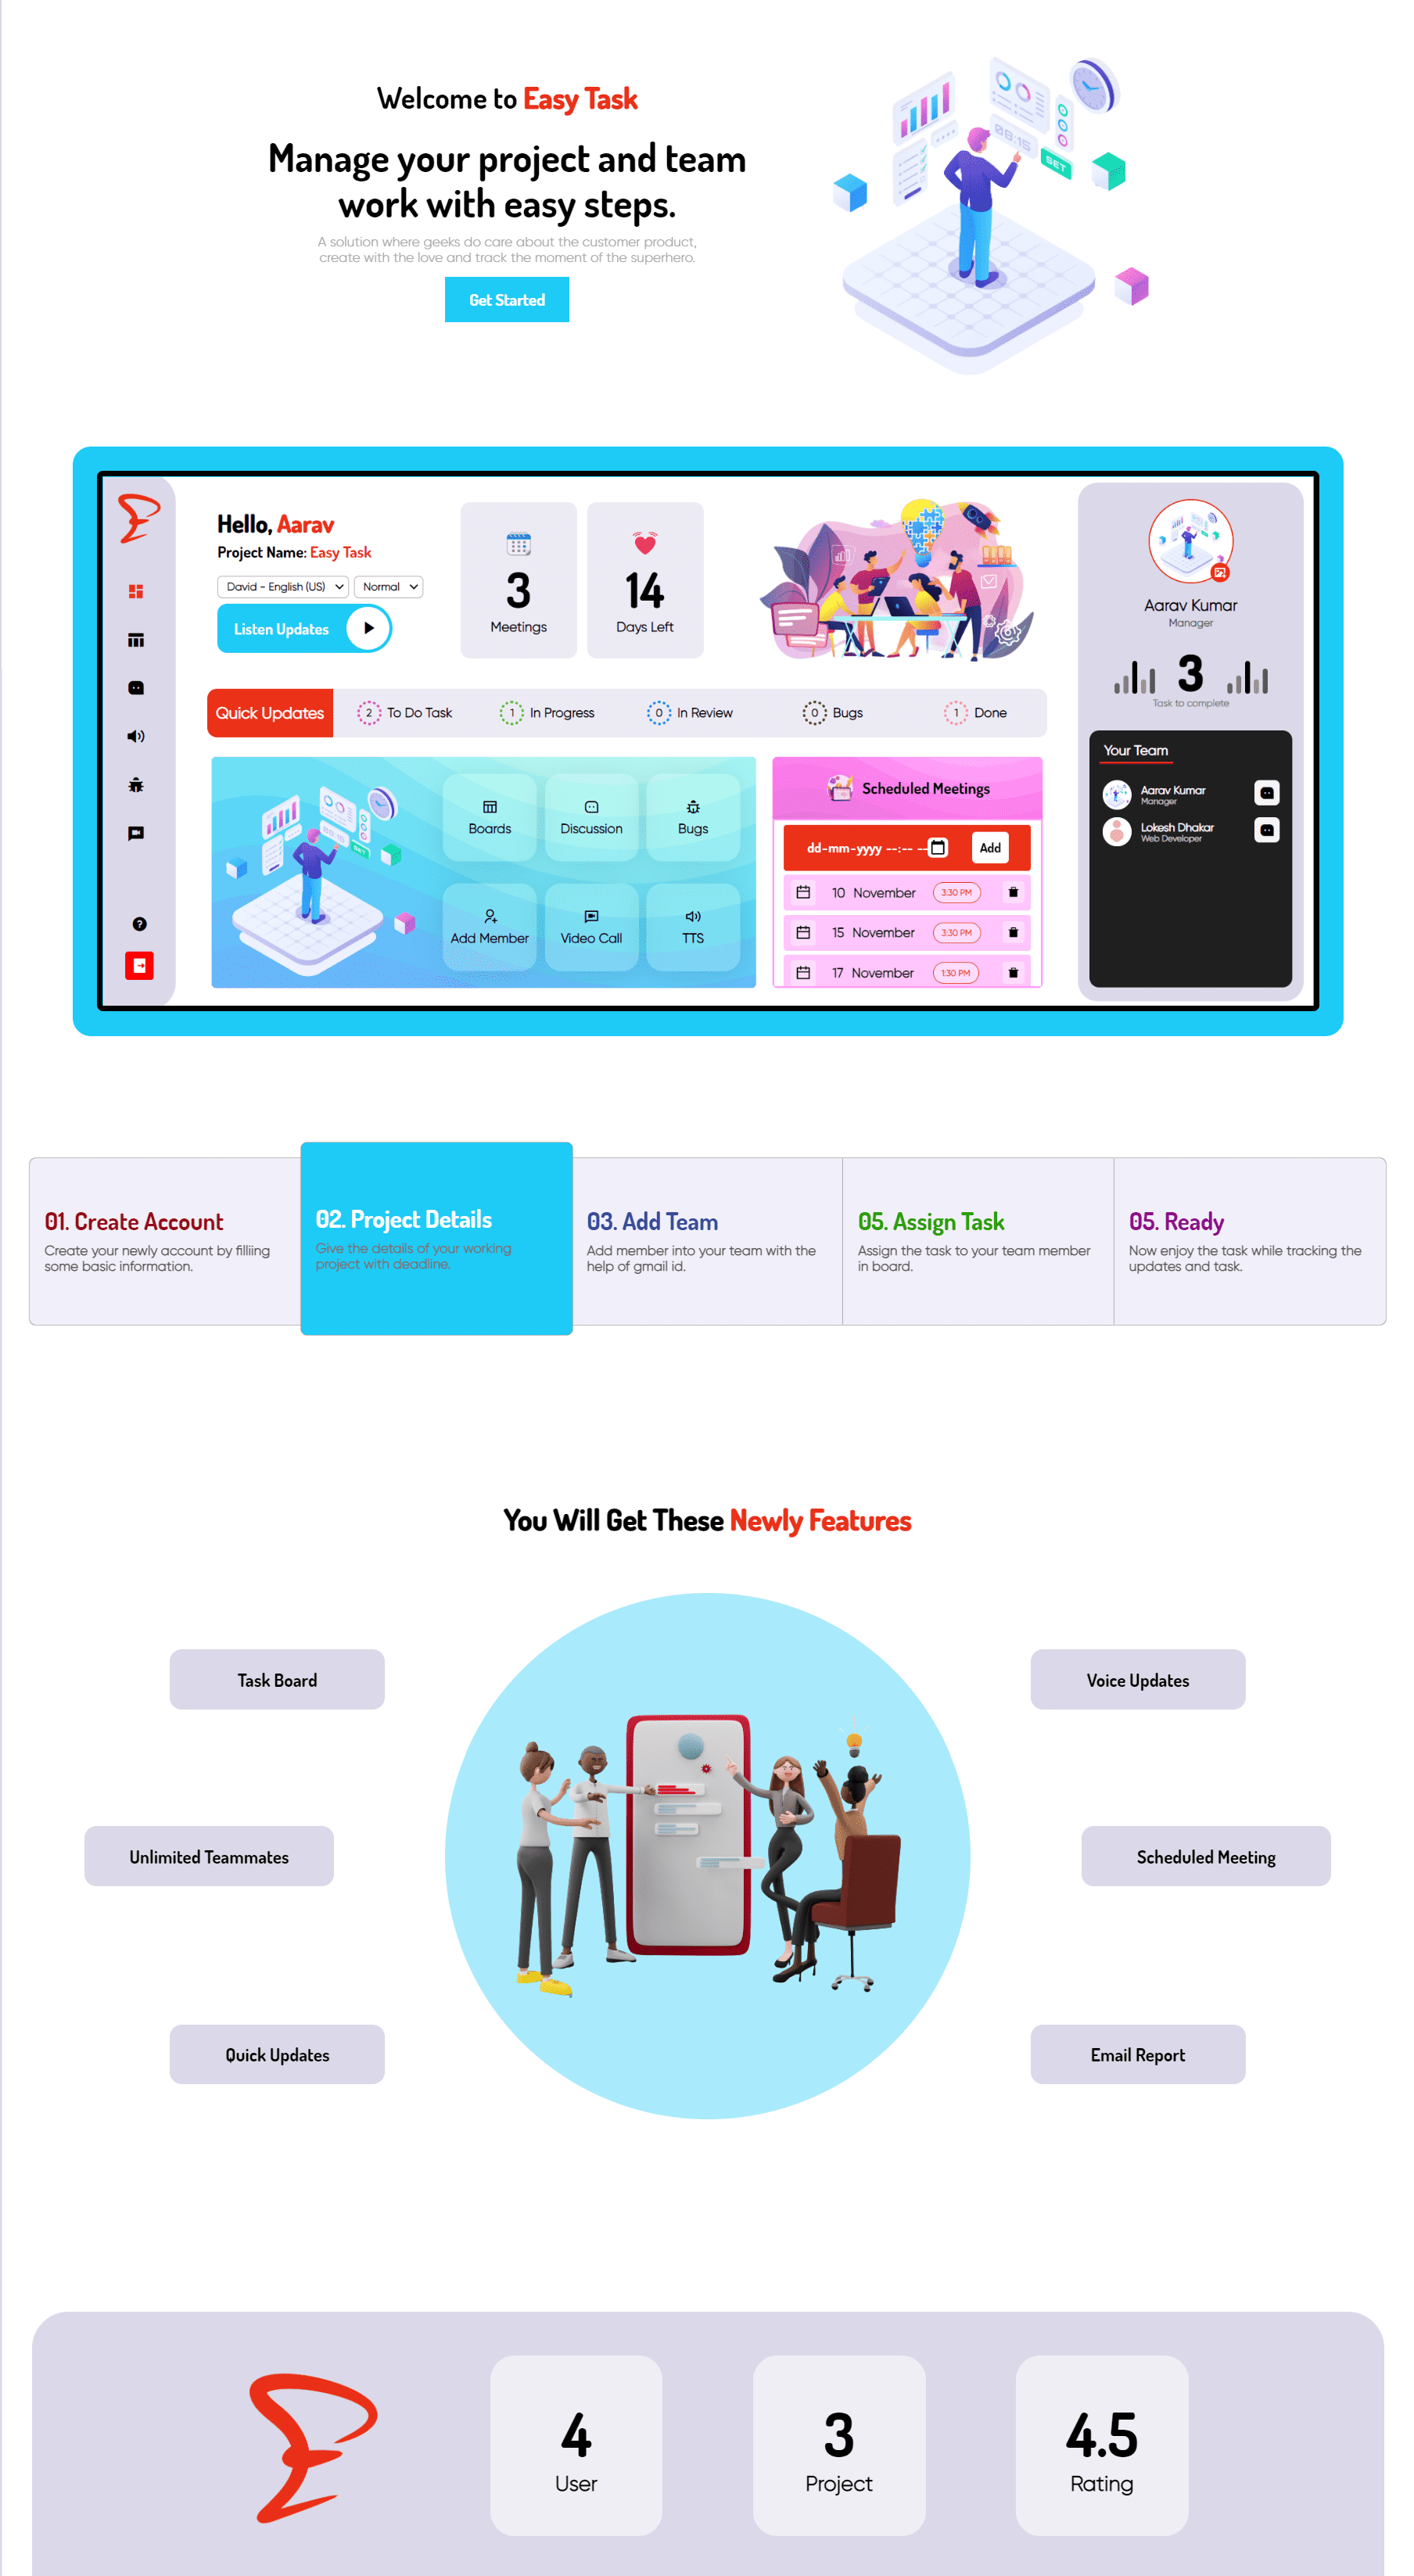 Welcome to Easy Task
Manage your project and team
work with easy steps.
A solution where geeks do care about the customer product,
create with the love and track the moment of the superhero.
Get Started
08:15
SET
Hello, Aarav
Project Name: Easy Task
David - English (US)
Normal
Listen Updates
3
Meetings
14
Days Left
Aarav Kumar
Manager
3
Task to complete
Quick Updates
2 To Do Task
1 In Progress
0 In Review
0 Bugs
1 Done
Your Team
Aarav Kumar
Manager
Lokesh Dhakar
Web Developer
08:15
SET
Boards
Discussion
Bugs
Add Member
Video Call
TTS
Scheduled Meetings
dd-mm-yyyy --:-- --
Add
10 November 3:30 PM
15 November 3:30 PM
17 November 1:30 PM
01. Create Account
Create your newly account by filliing
some basic information.
02. Project Details
Give the details of your working
project with deadline.
03. Add Team
Add member into your team with the
help of gmail id.
05. Assign Task
Assign the task to your team member
in board.
05. Ready
Now enjoy the task while tracking the
updates and task.
You Will Get These Newly Features
Task Board
Voice Updates
Unlimited Teammates
Scheduled Meeting
Quick Updates
Email Report
4
User
3
Project
4.5
Rating